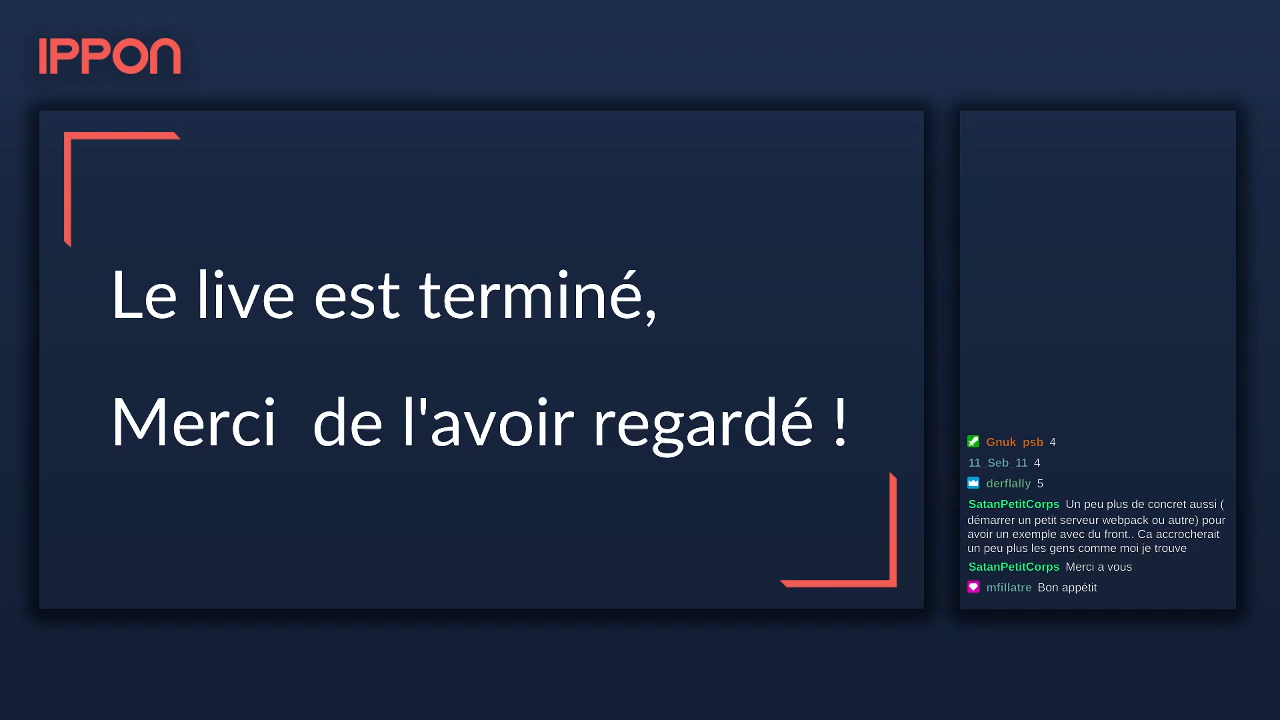 IPPON
Le live est terminé,
Merci  de l'avoir regardé !
Gnuk_psb 4
11_Seb_11 4
derflally 5
SatanPetitCorps Un peu plus de concret aussi (
démarrer un petit serveur webpack ou autre) pour
avoir un exemple avec du front.. Ca accrocherait
un peu plus les gens comme moi je trouve
SatanPetitCorps Merci a vous
mfillatre Bon appétit